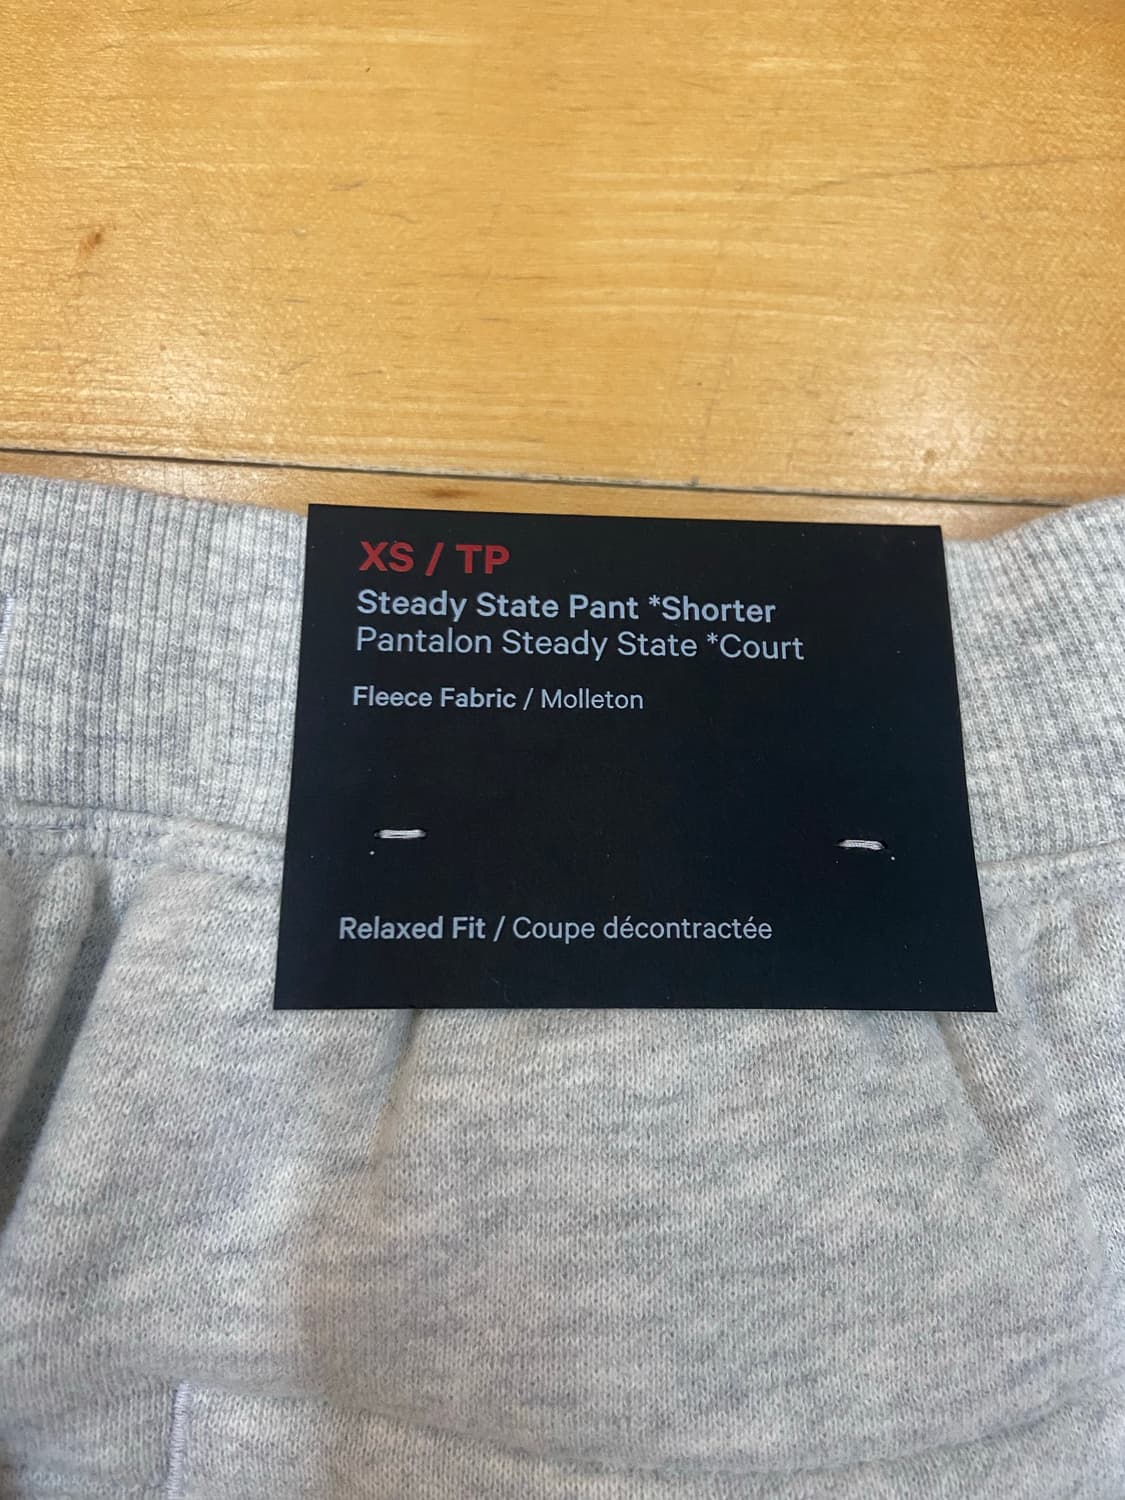 XS / TP
Steady State Pant *Shorter
Pantalon Steady State *Court
Fleece Fabric / Molleton
Relaxed Fit / Coupe décontractée